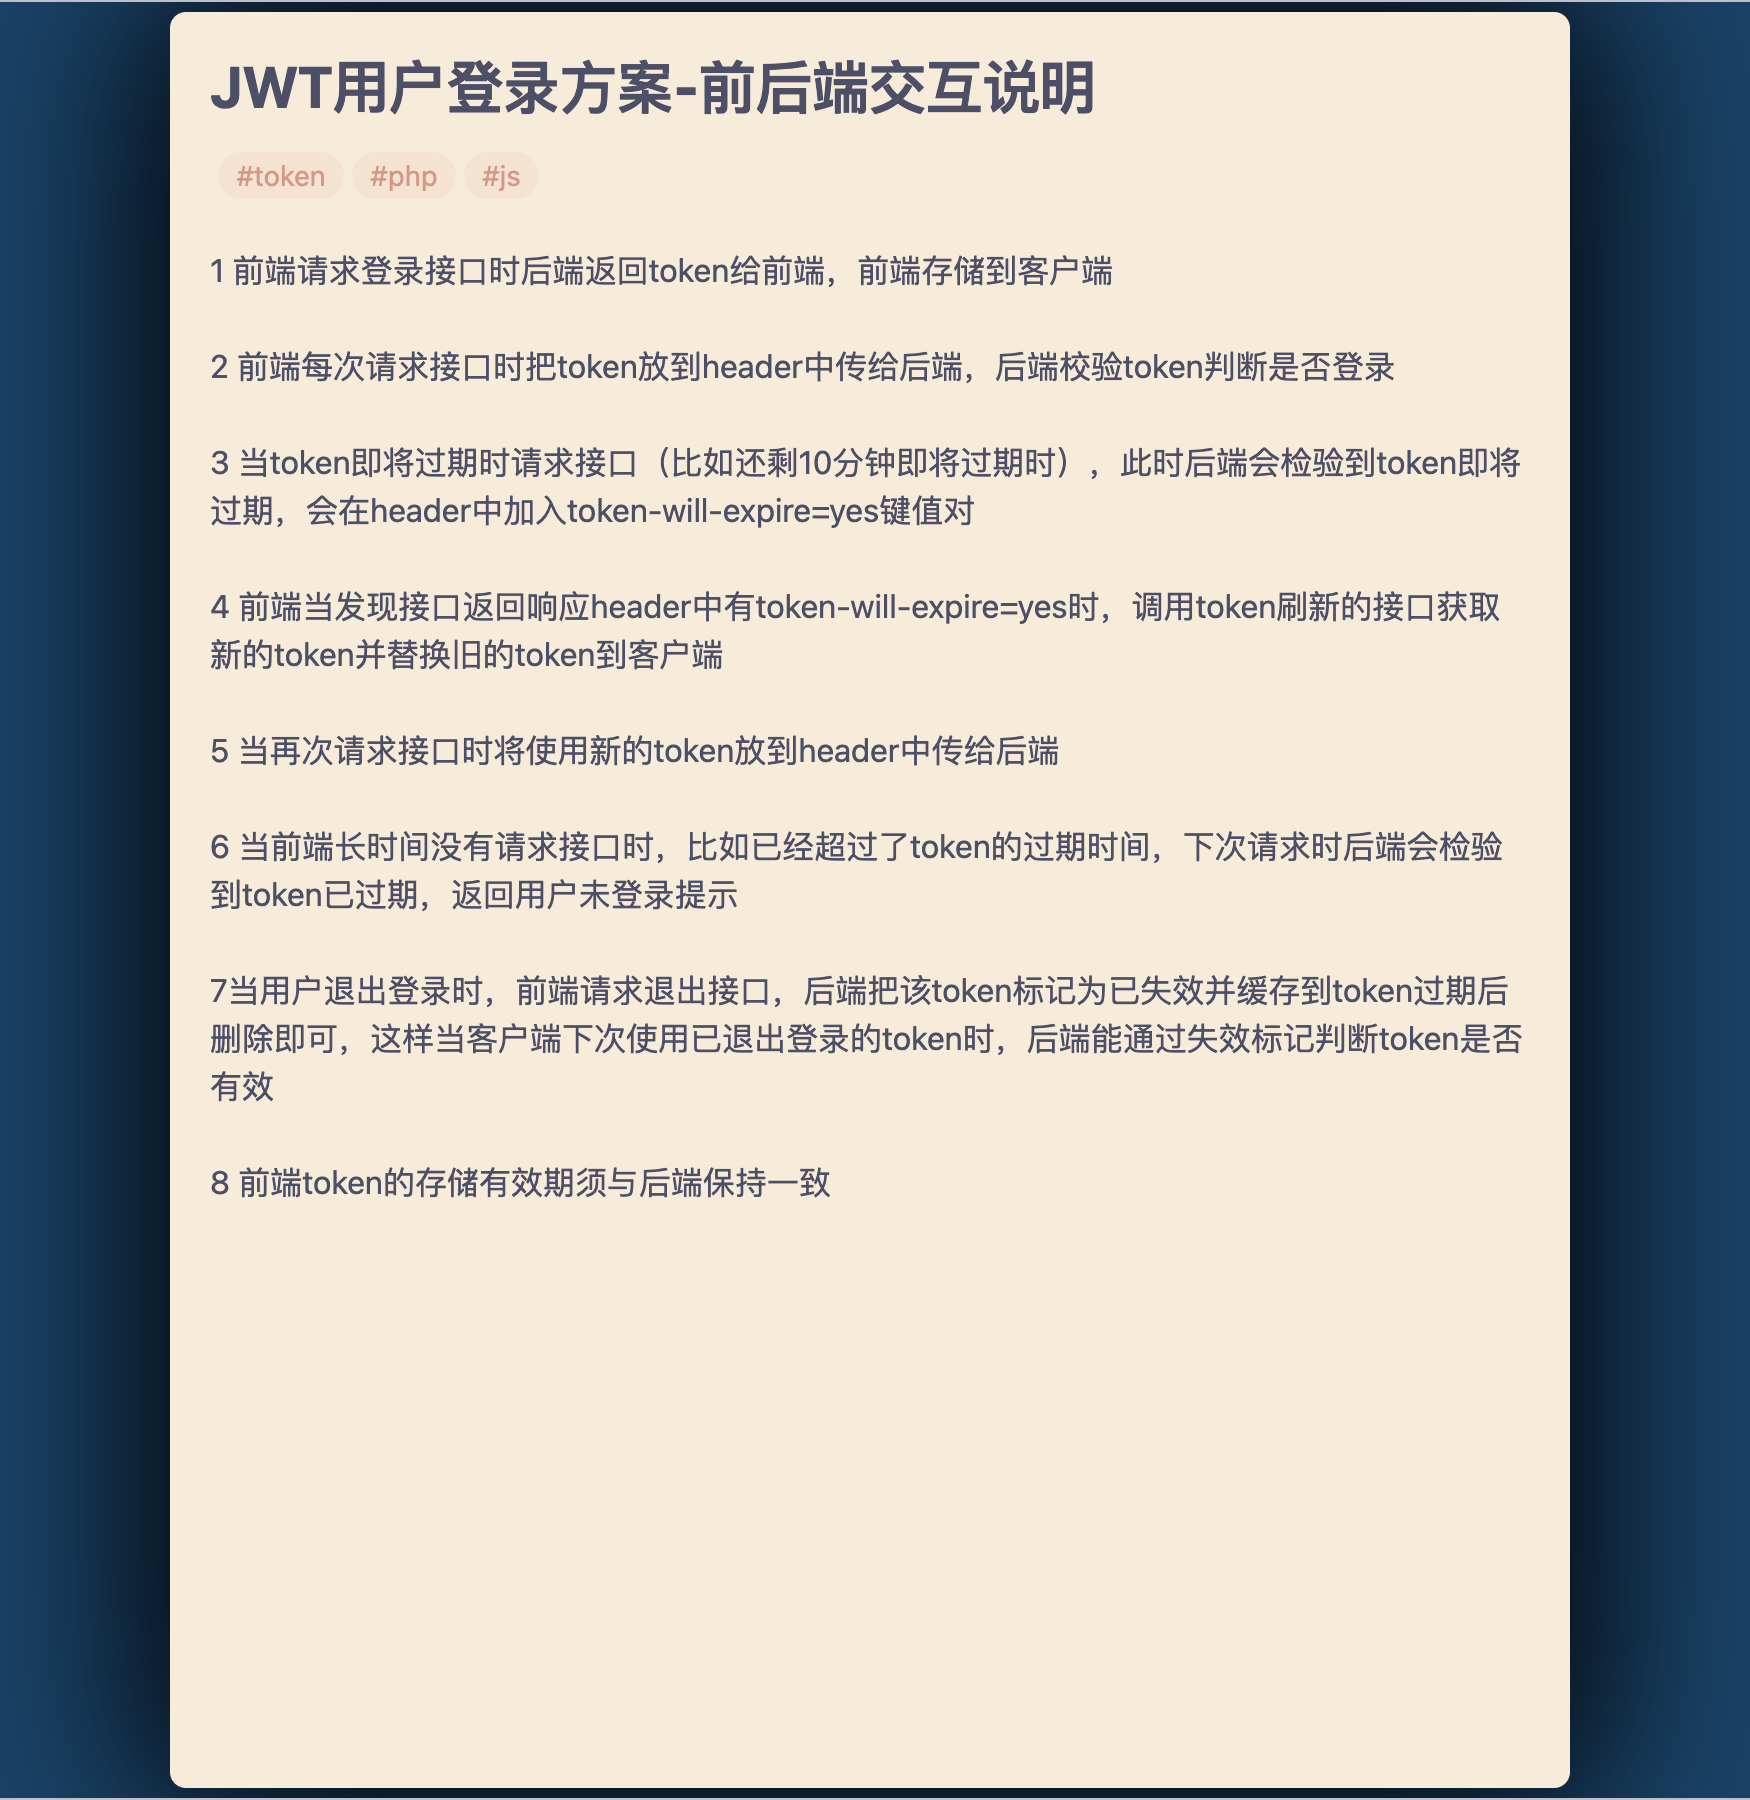 JWT用户登录方案-前后端交互说明
#token #php #js
1 前端请求登录接口时后端返回token给前端，前端存储到客户端
2 前端每次请求接口时把token放到header中传给后端，后端校验token判断是否登录
3 当token即将过期时请求接口（比如还剩10分钟即将过期时），此时后端会检验到token即将
过期，会在header中加入token-will-expire=yes键值对
4 前端当发现接口返回响应header中有token-will-expire=yes时，调用token刷新的接口获取
新的token并替换旧的token到客户端
5 当再次请求接口时将使用新的token放到header中传给后端
6 当前端长时间没有请求接口时，比如已经超过了token的过期时间，下次请求时后端会检验
到token已过期，返回用户未登录提示
7当用户退出登录时，前端请求退出接口，后端把该token标记为已失效并缓存到token过期后
删除即可，这样当客户端下次使用已退出登录的token时，后端能通过失效标记判断token是否
有效
8 前端token的存储有效期须与后端保持一致